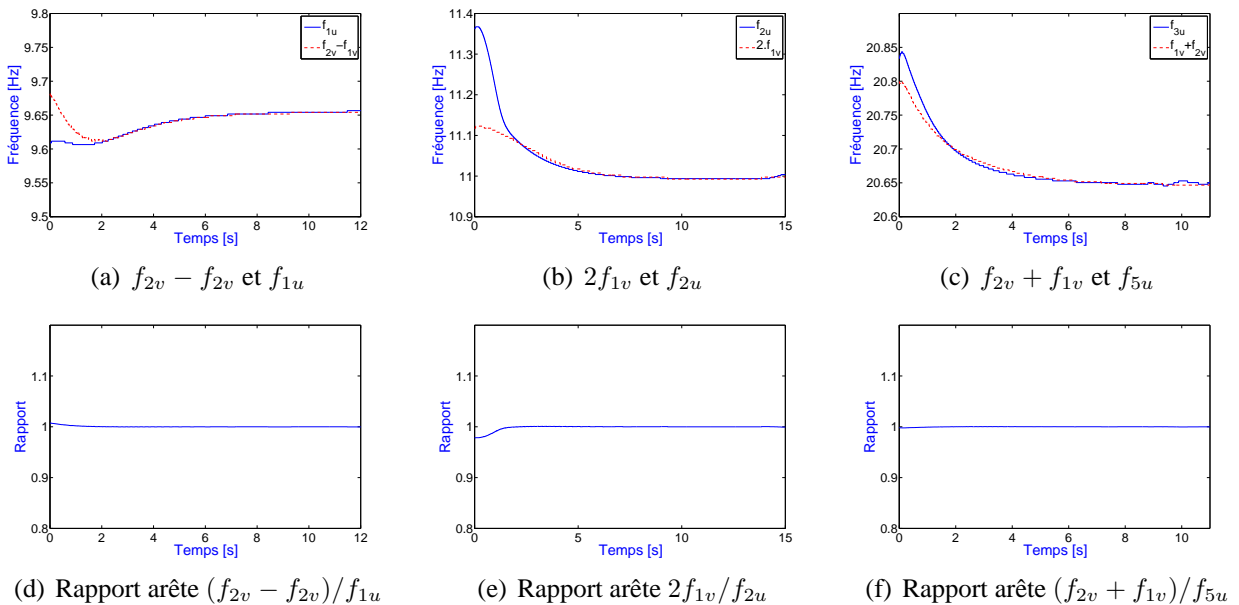 9.8
9.75
9.7
9.65
9.6
9.55
9.5
Fréquence [Hz]
0 2 4 6 8 10 12
Temps [s]
f1u
f2v−f1v
(a) f2v − f2v et f1u
11.4
11.3
11.2
11.1
11
10.9
Fréquence [Hz]
0 5 10 15
Temps [s]
f2u
2.f1v
(b) 2f1v et f2u
20.85
20.8
20.75
20.7
20.65
20.6
Fréquence [Hz]
0 2 4 6 8 10
Temps [s]
f3u
f1v+f2v
(c) f2v + f1v et f5u
1.1
1
0.9
0.8
Rapport
0 2 4 6 8 10 12
Temps [s]
(d) Rapport arête (f2v − f2v)/f1u
1.1
1
0.9
0.8
Rapport
0 5 10 15
Temps [s]
(e) Rapport arête 2f1v/f2u
1.1
1
0.9
0.8
Rapport
0 2 4 6 8 10
Temps [s]
(f) Rapport arête (f2v + f1v)/f5u